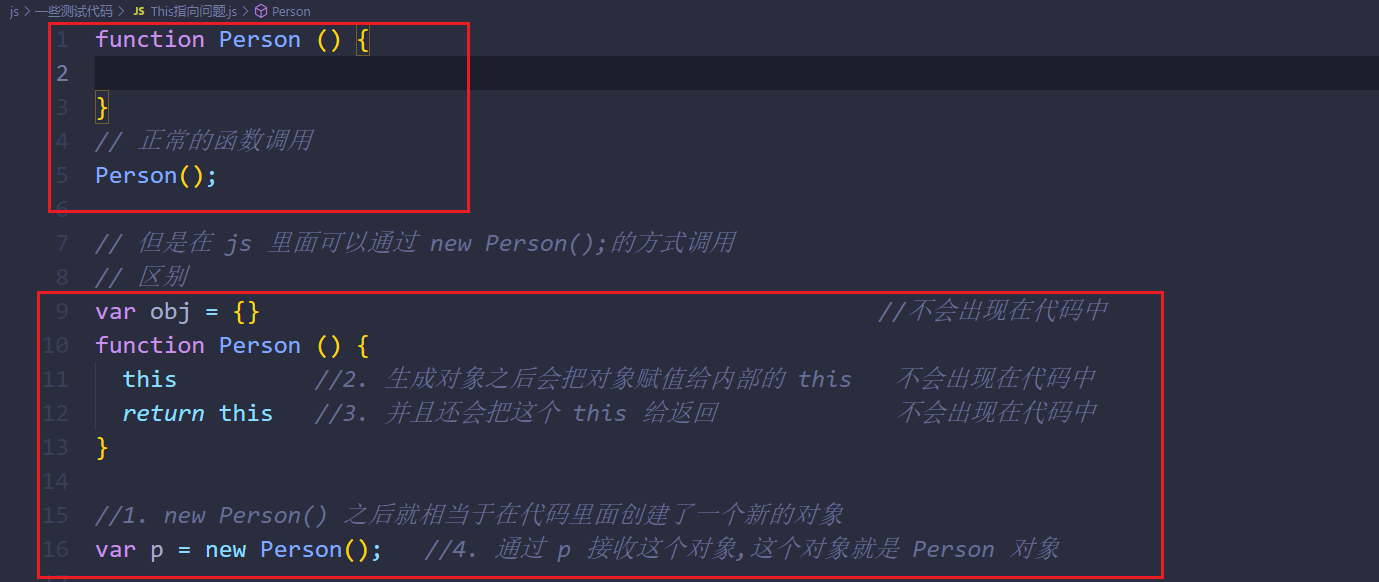 js > 一些测试代码 > JS This指向问题.js > Person
1 function Person () {
2
3 }
4 // 正常的函数调用
5 Person();
6
7 // 但是在 js 里面可以通过 new Person();的方式调用
8 // 区别
9 var obj = {} //不会出现在代码中
10 function Person () {
11 this //2. 生成对象之后会把对象赋值给内部的 this 不会出现在代码中
12 return this //3. 并且还会把这个 this 给返回 不会出现在代码中
13 }
14
15 //1. new Person() 之后就相当于在代码里面创建了一个新的对象
16 var p = new Person(); //4. 通过 p 接收这个对象,这个对象就是 Person 对象